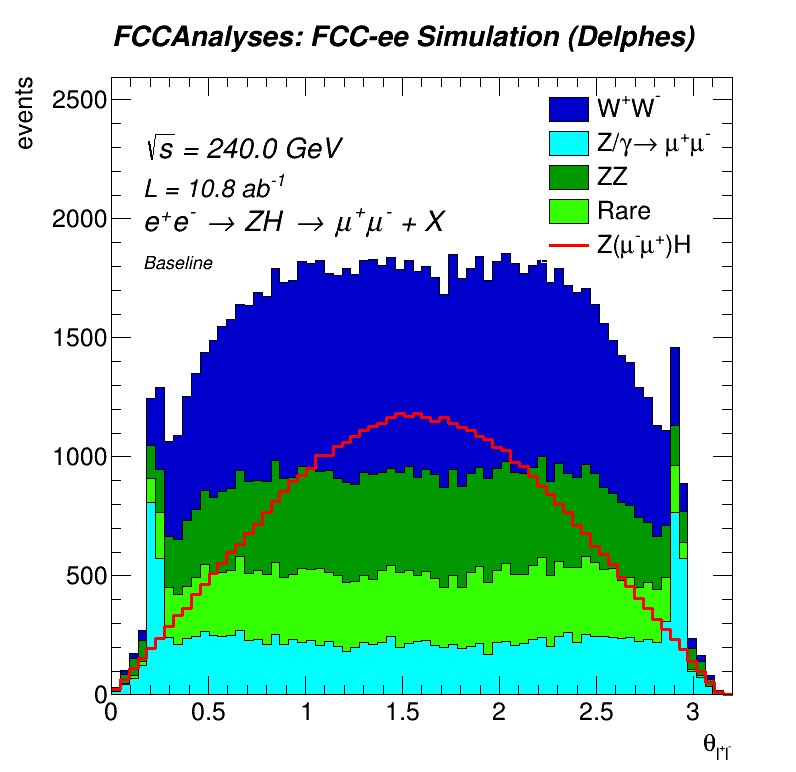 FCCAnalyses: FCC-ee Simulation (Delphes)
events
2500
2000
1500
1000
500
0
√s = 240.0 GeV
L = 10.8 ab⁻¹
e⁺e⁻ → ZH → μ⁺μ⁻ + X
Baseline
W⁺W⁻
Z/γ→ μ⁺μ⁻
ZZ
Rare
Z(μ⁻μ⁺)H
0 0.5 1 1.5 2 2.5 3
θ_l⁺l⁻